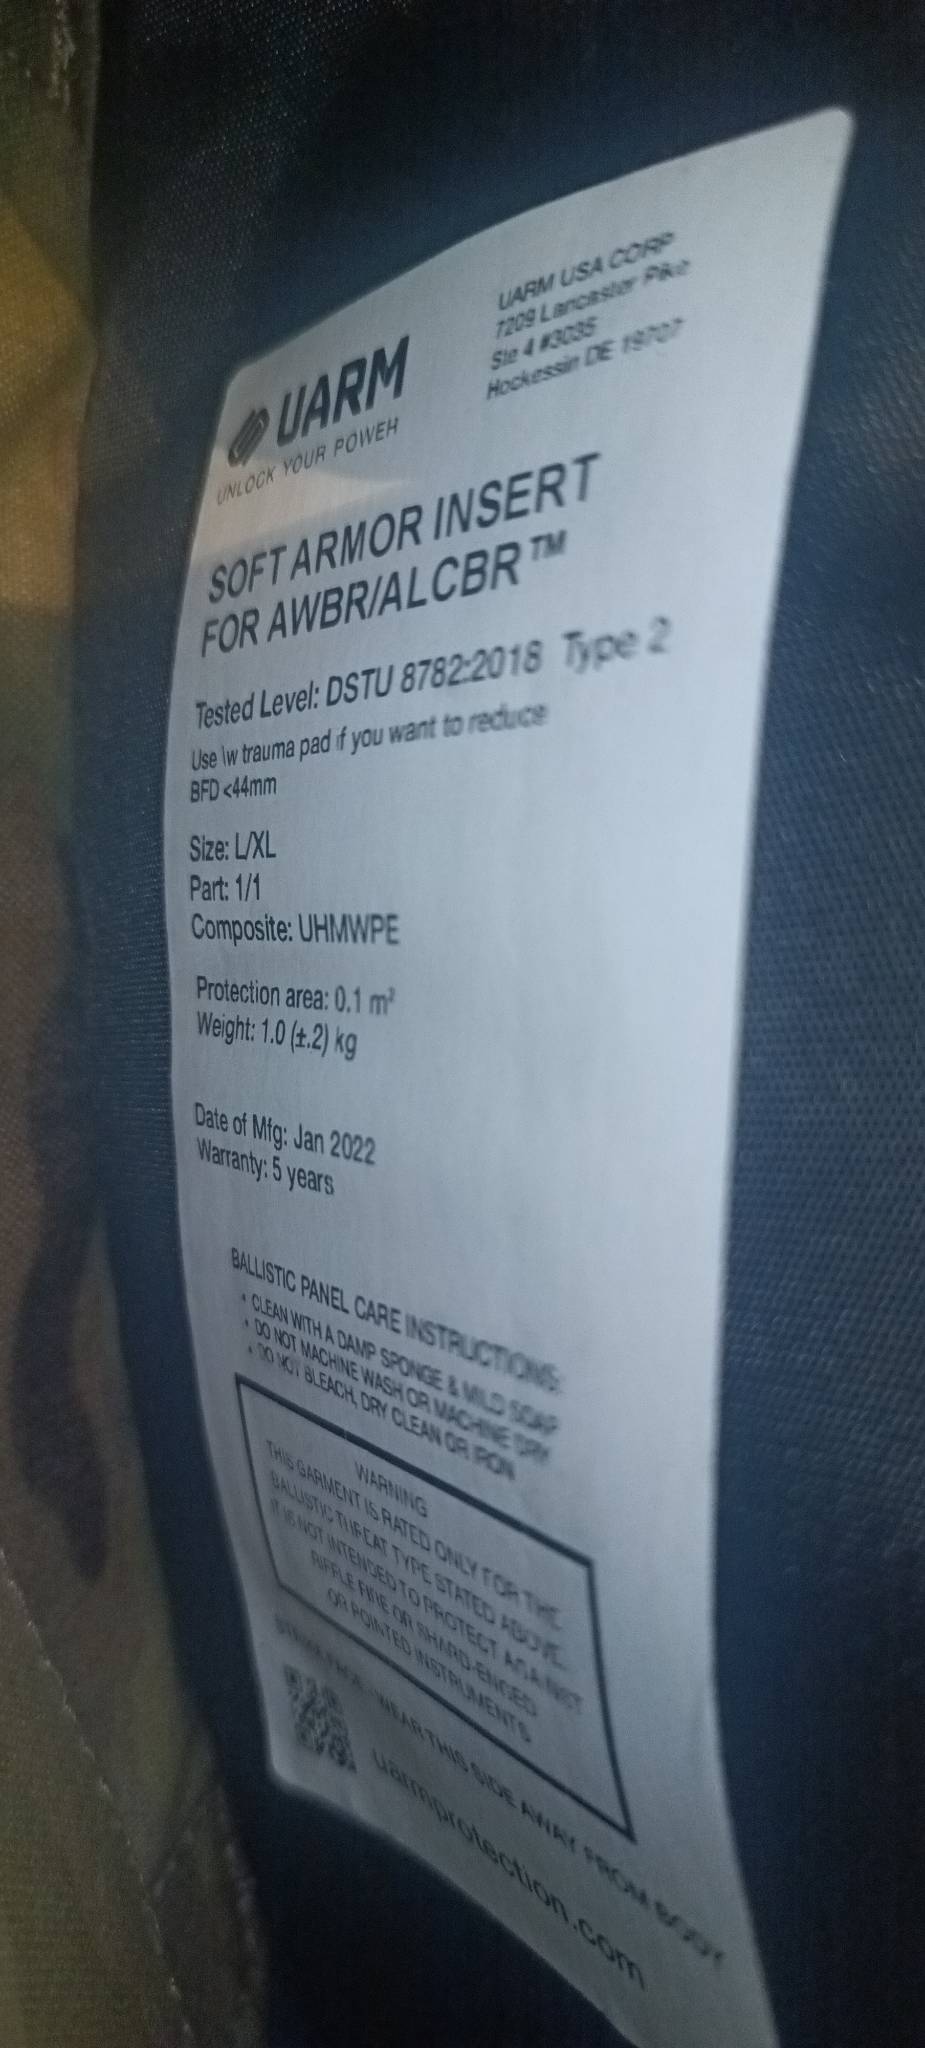 UARM
UNLOCK YOUR POWER
UARM USA CORP
7209 Lancaster Pike
Ste 4 #3035
Hockessin DE 19707
SOFT ARMOR INSERT
FOR AWBR/ALCBR™
Tested Level: DSTU 8782:2018 Type 2
Use \w trauma pad if you want to reduce
BFD <44mm
Size: L/XL
Part: 1/1
Composite: UHMWPE
Protection area: 0.1 m²
Weight: 1.0 (±.2) kg
Date of Mfg: Jan 2022
Warranty: 5 years
BALLISTIC PANEL CARE INSTRUCTIONS:
• CLEAN WITH A DAMP SPONGE & MILD SOAP
• DO NOT MACHINE WASH OR MACHINE DRY
• DO NOT BLEACH, DRY CLEAN OR IRON
WARNING
THIS GARMENT IS RATED ONLY FOR THE
BALLISTIC THREAT TYPE STATED ABOVE.
IT IS NOT INTENDED TO PROTECT AGAINST
FIRE OR
OR POINTED INSTRUMENTS
STRIKE FACE - WEAR THIS SIDE AWAY FROM BODY
uarmprotection.com